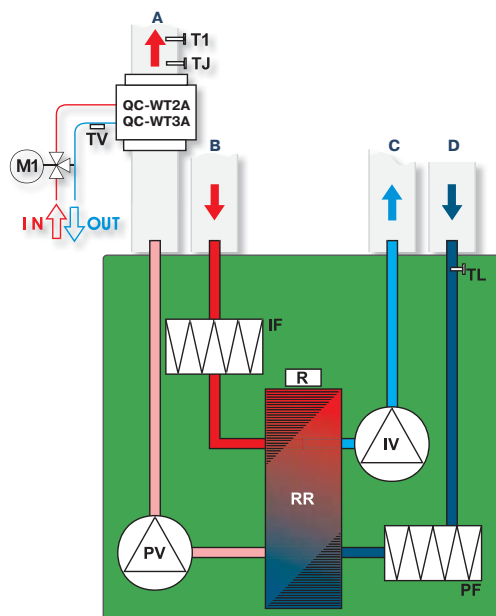 A
T1
TJ
QC-WT2A
QC-WT3A
TV
M1
IN
OUT
B
C
D
TL
IF
R
IV
RR
PV
PF